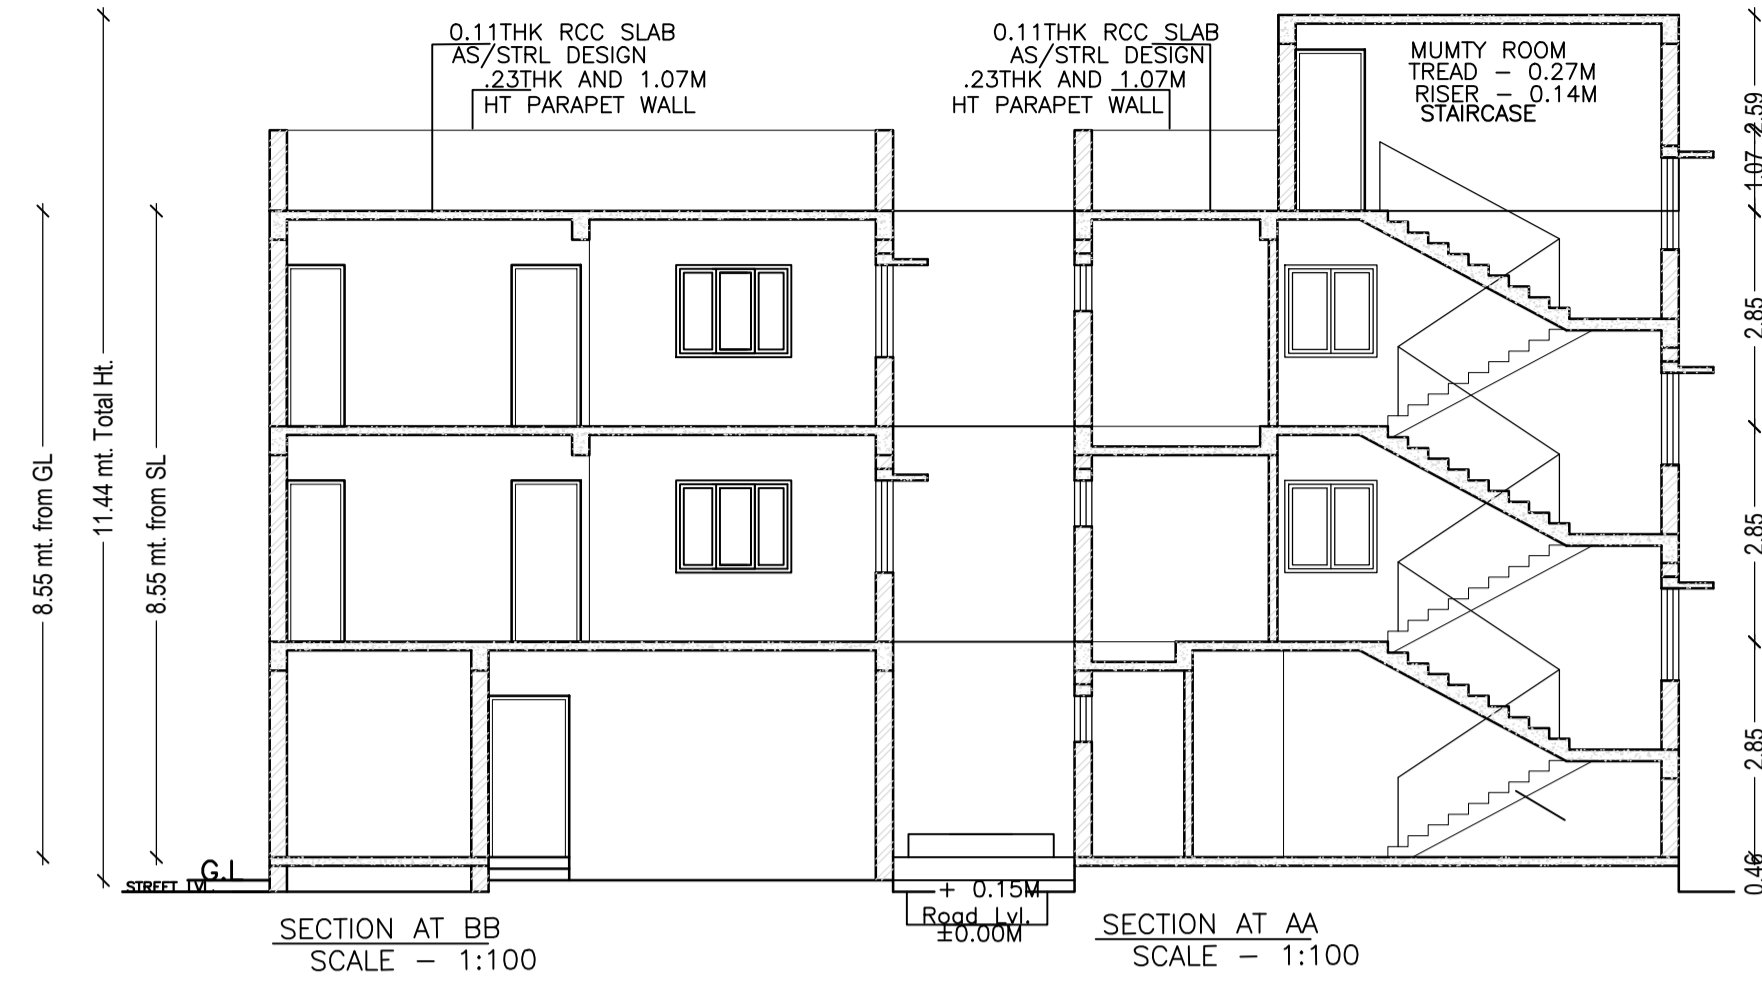 0.11THK RCC SLAB
AS/STRL DESIGN
.23THK AND 1.07M
HT PARAPET WALL
0.11THK RCC SLAB
AS/STRL DESIGN
.23THK AND 1.07M
HT PARAPET WALL
MUMTY ROOM
TREAD - 0.27M
RISER - 0.14M
STAIRCASE
8.55 mt. from GL
11.44 mt. Total Ht.
8.55 mt. from SL
2.59
1.07
2.85
2.85
2.85
0.46
G.L
STREET LVL.
+ 0.15M
Road Lvl.
±0.00M
SECTION AT BB
SCALE - 1:100
SECTION AT AA
SCALE - 1:100